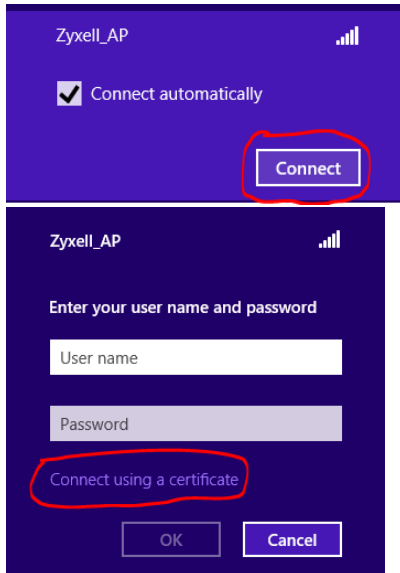 Zyxell_AP
Connect automatically
Connect
Zyxell_AP
Enter your user name and password
User name
Password
Connect using a certificate
OK
Cancel